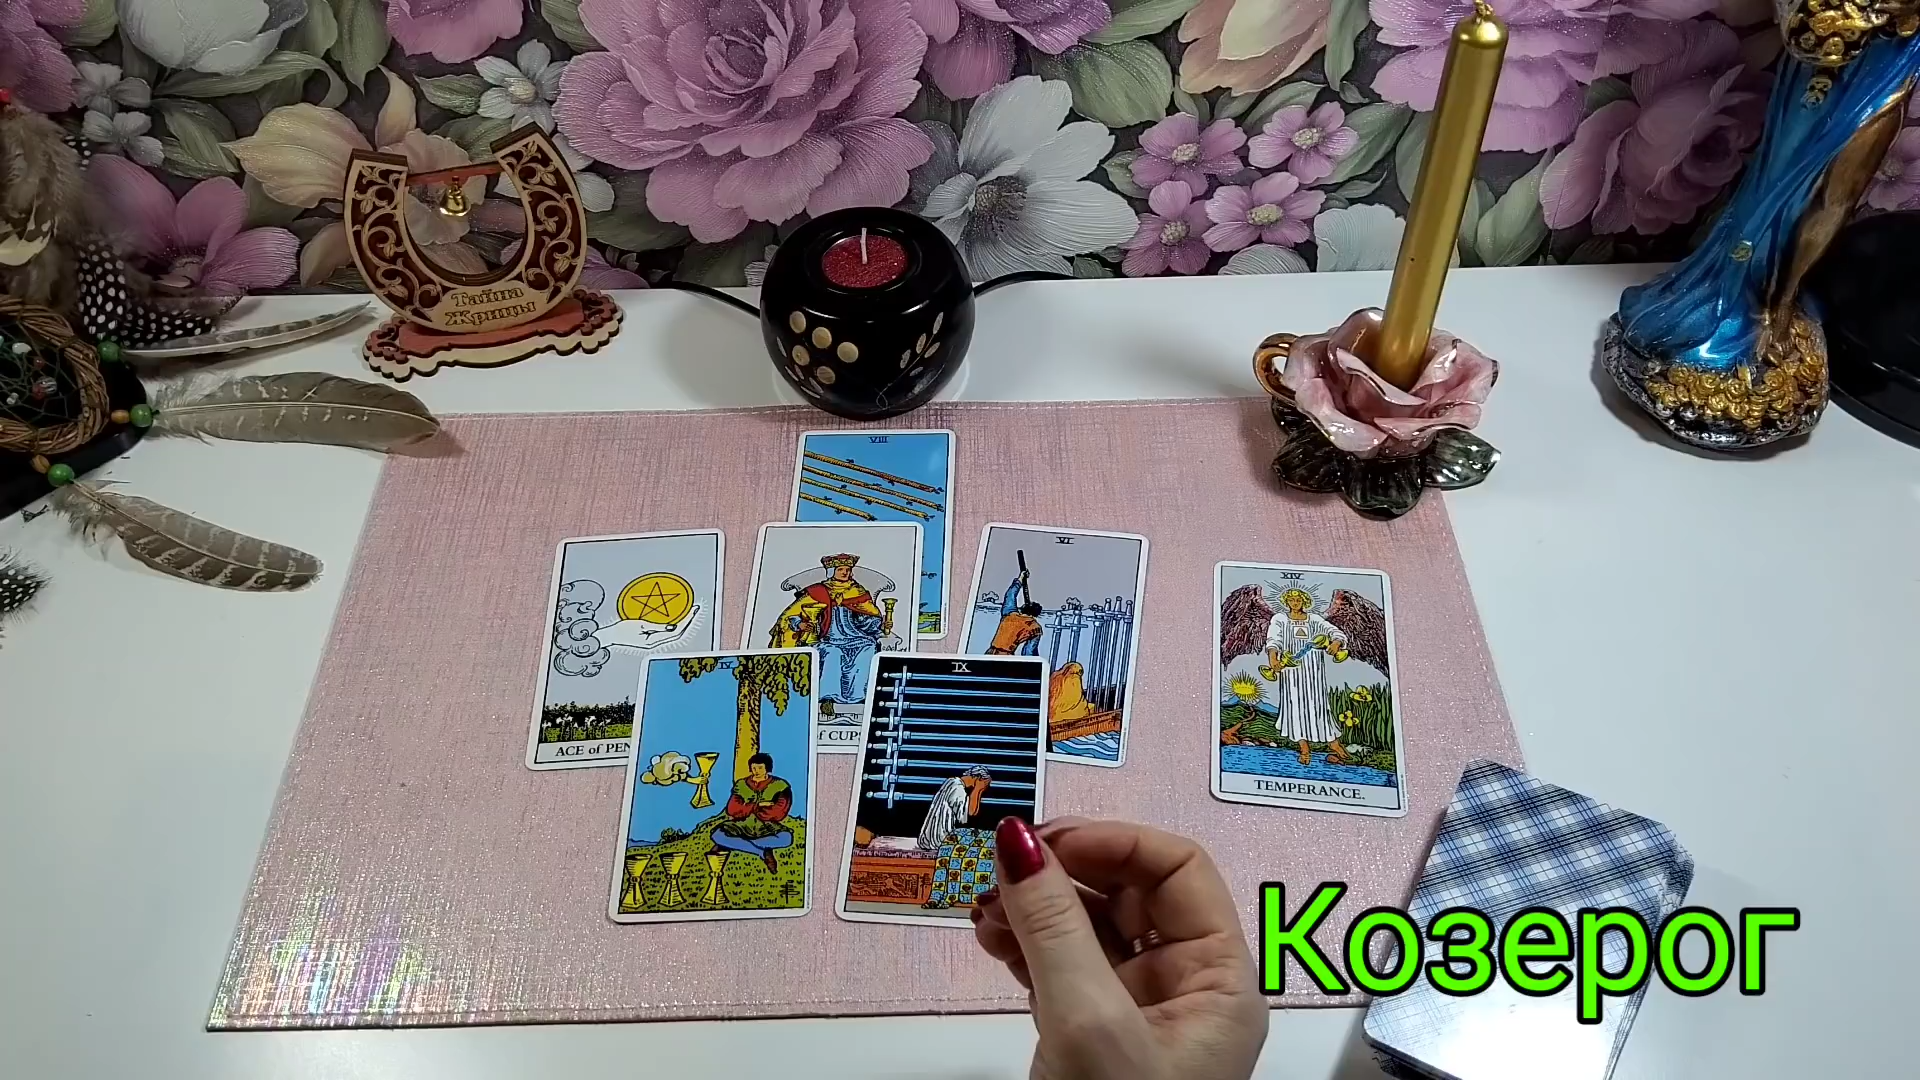 Тайна
Жрицы
VIII
VI
XIV
ACE of PEN
of CUPS
IV
IX
TEMPERANCE.
Козерог